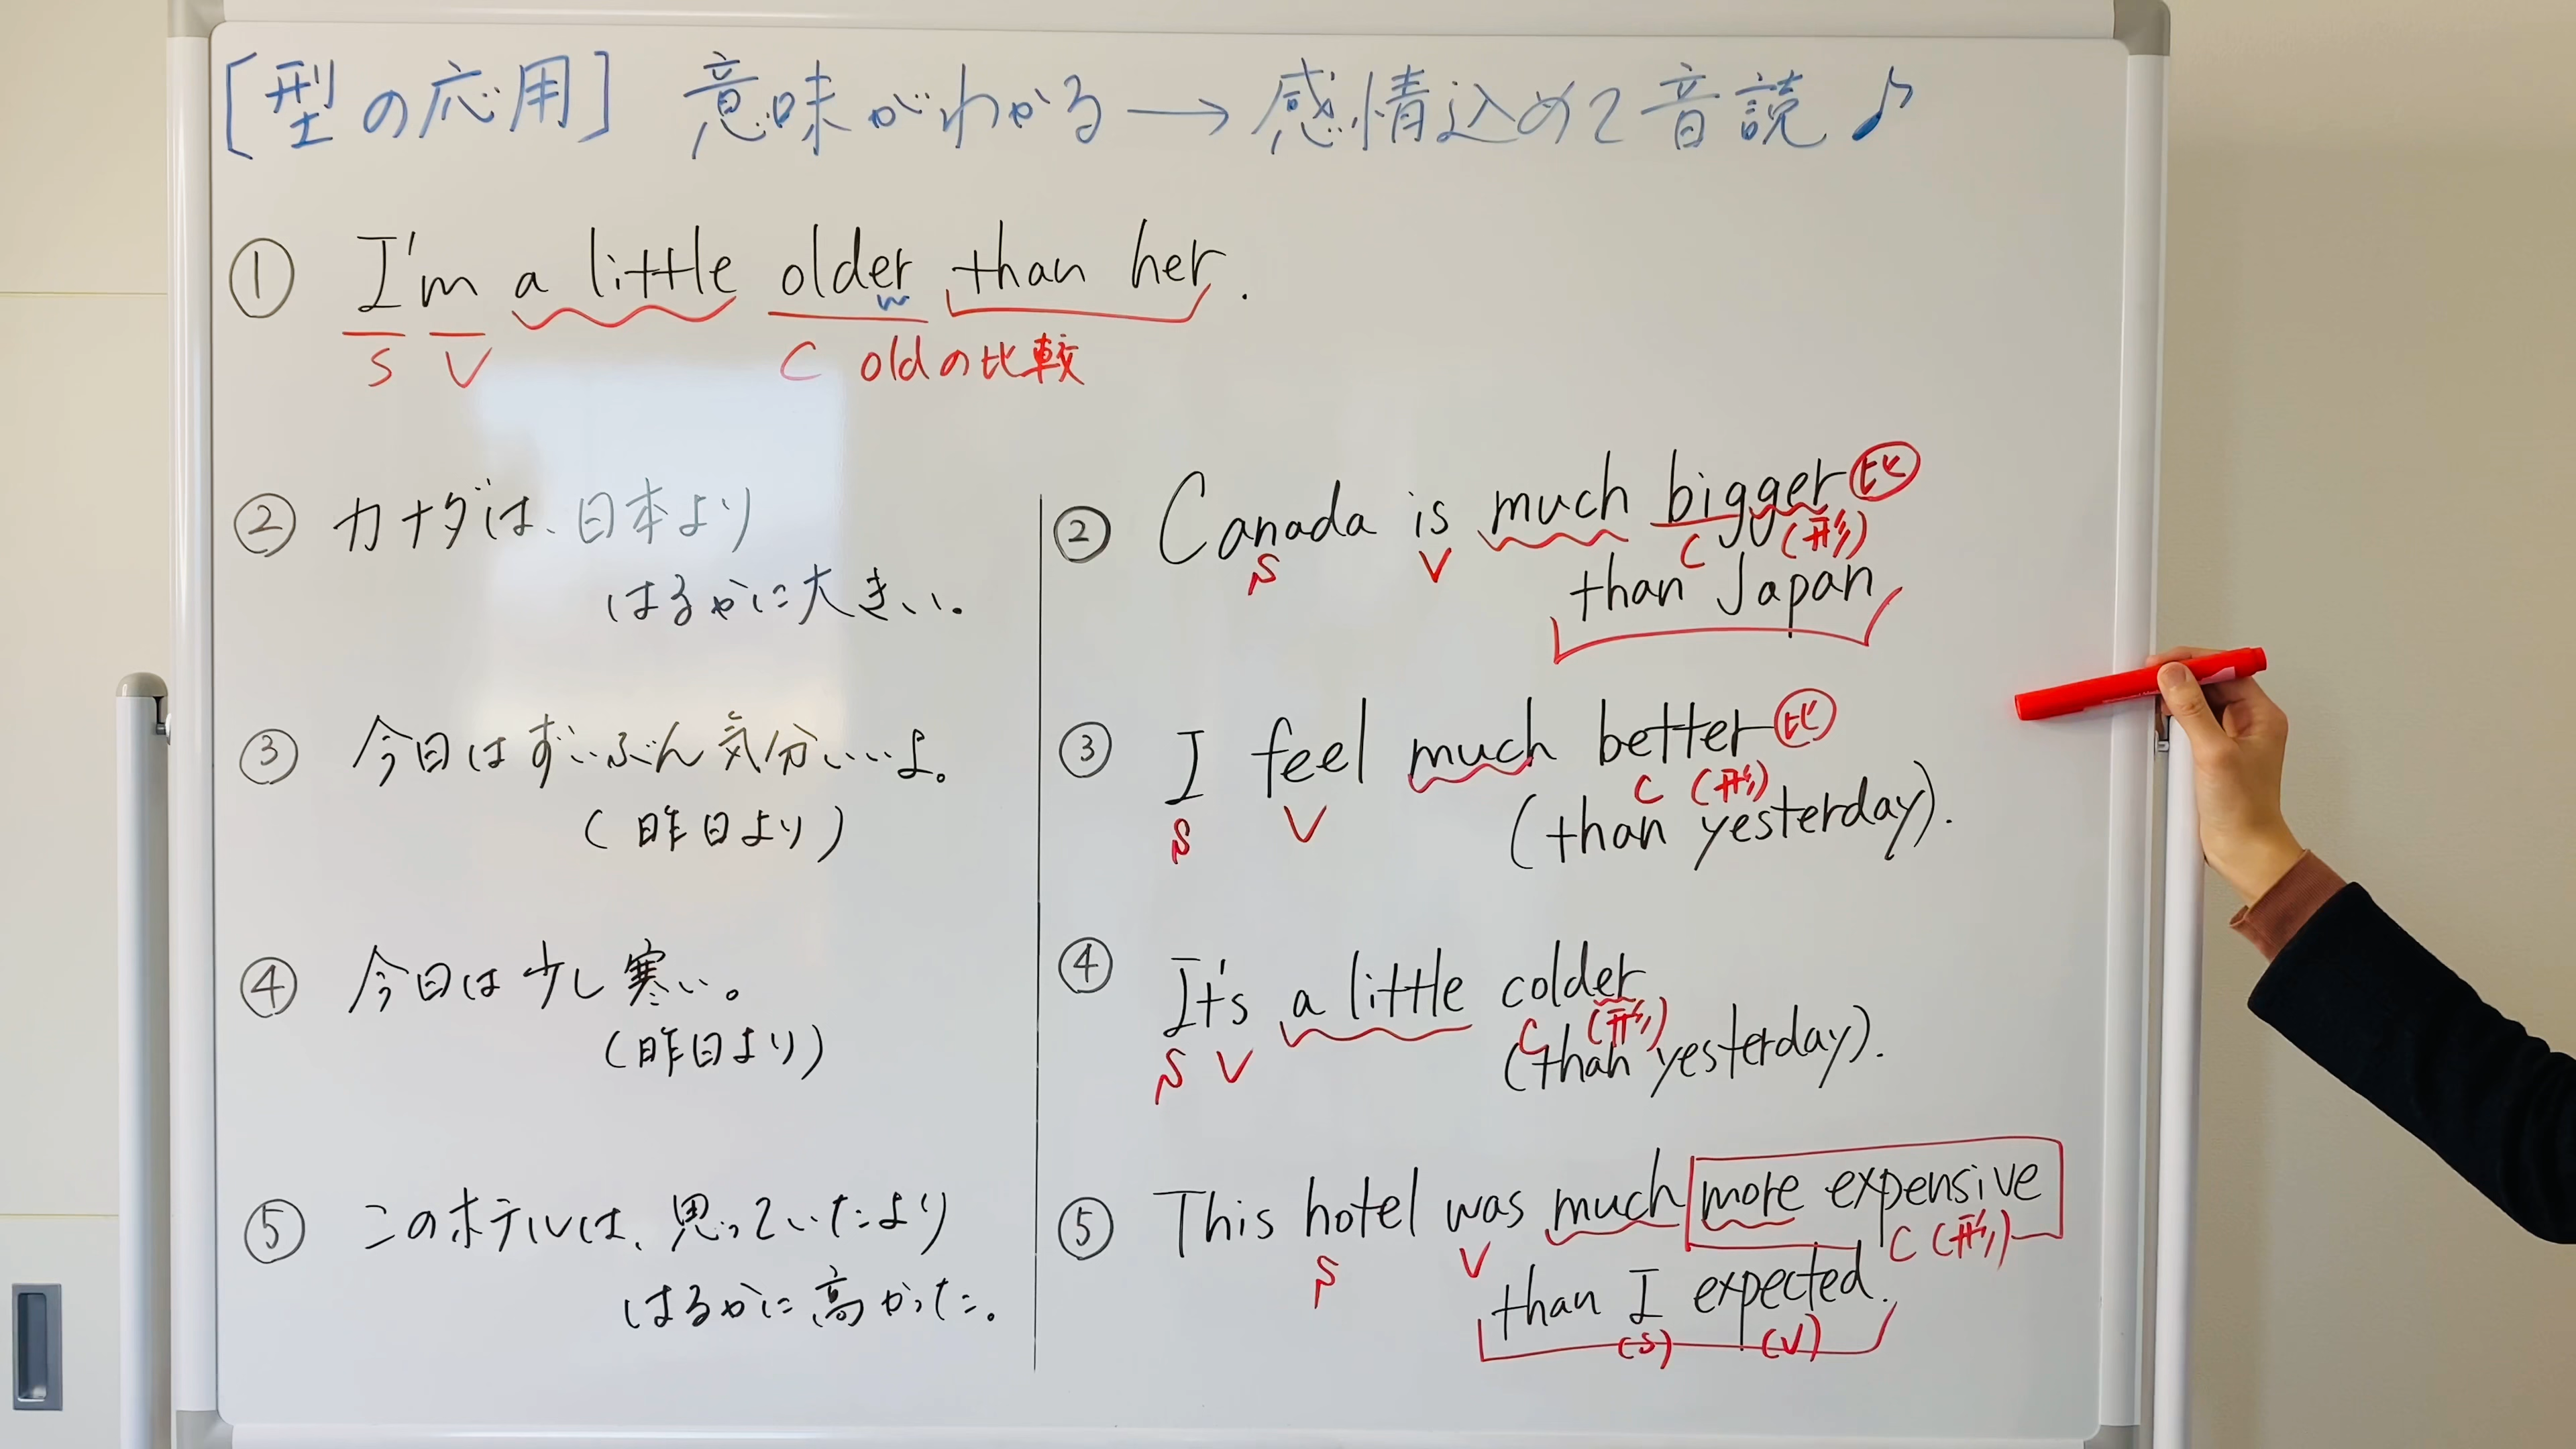 [型の応用] 意味がわかる → 感情込めて音読♪
① I'm a little older than her.
S V C oldの比較
② カナダは、日本より
はるかに大きい。
③ 今日はずいぶん気分いいよ。
(昨日より)
④ 今日は少し寒い。
(昨日より)
⑤ このホテルは、思っていたより
はるかに高かった。
② Canada is much bigger 比
S V C (形)
than Japan
③ I feel much better 比
S V C (形)
(than yesterday).
④ It's a little colder
S V C (形)
(than yesterday).
⑤ This hotel was much more expensive
S V C (形)
than I expected.
(S) (V)